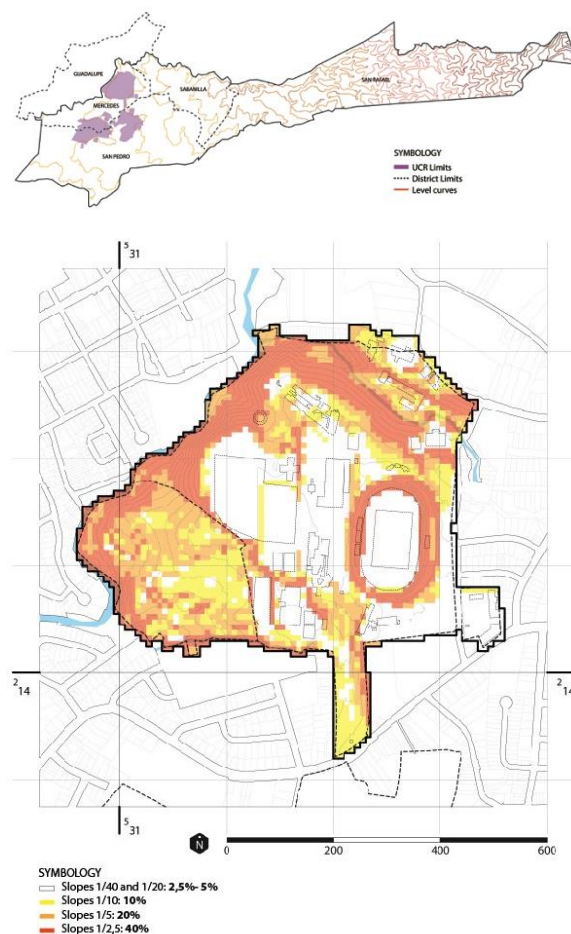 GUADALUPE
SABANILLA
SAN RAFAEL
MERCEDES
SAN PEDRO
SYMBOLOGY
UCR Limits
District Limits
Level curves
5
31
2
14
2
14
5
31
N
0
200
400
600
SYMBOLOGY
Slopes 1/40 and 1/20: 2,5%- 5%
Slopes 1/10: 10%
Slopes 1/5: 20%
Slopes 1/2,5: 40%